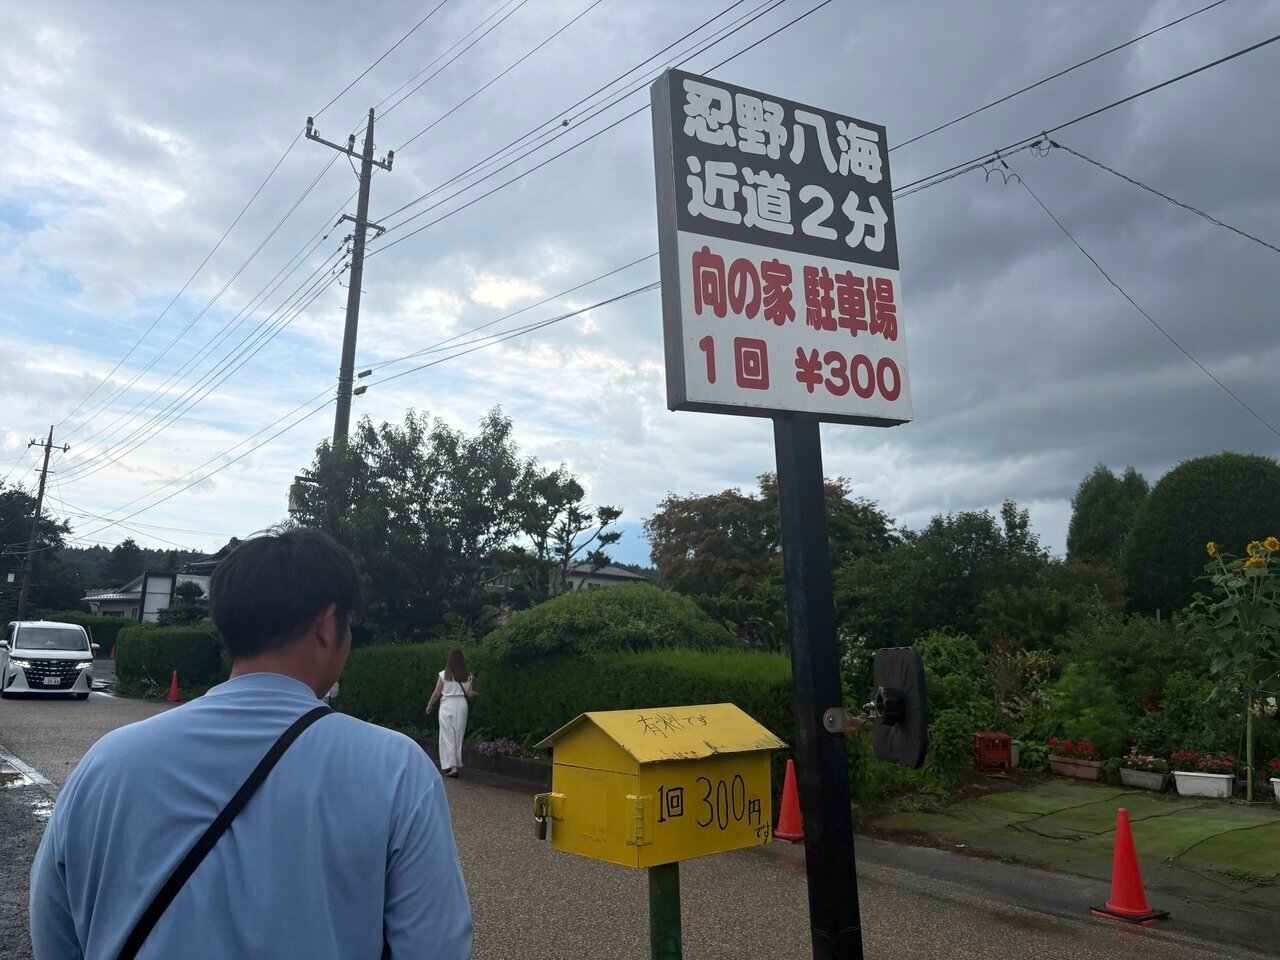 忍野八海
近道2分
向の家 駐車場
1回 ¥300
有料です
1回 300円
です